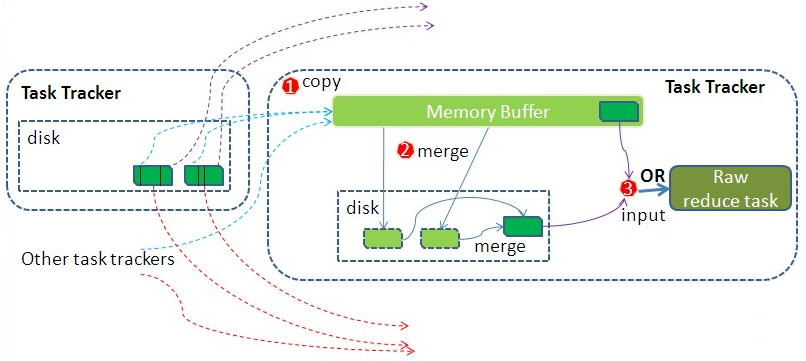 Task Tracker
disk
Other task trackers
1 copy
Task Tracker
Memory Buffer
2 merge
disk
merge
3
OR
input
Raw
reduce task